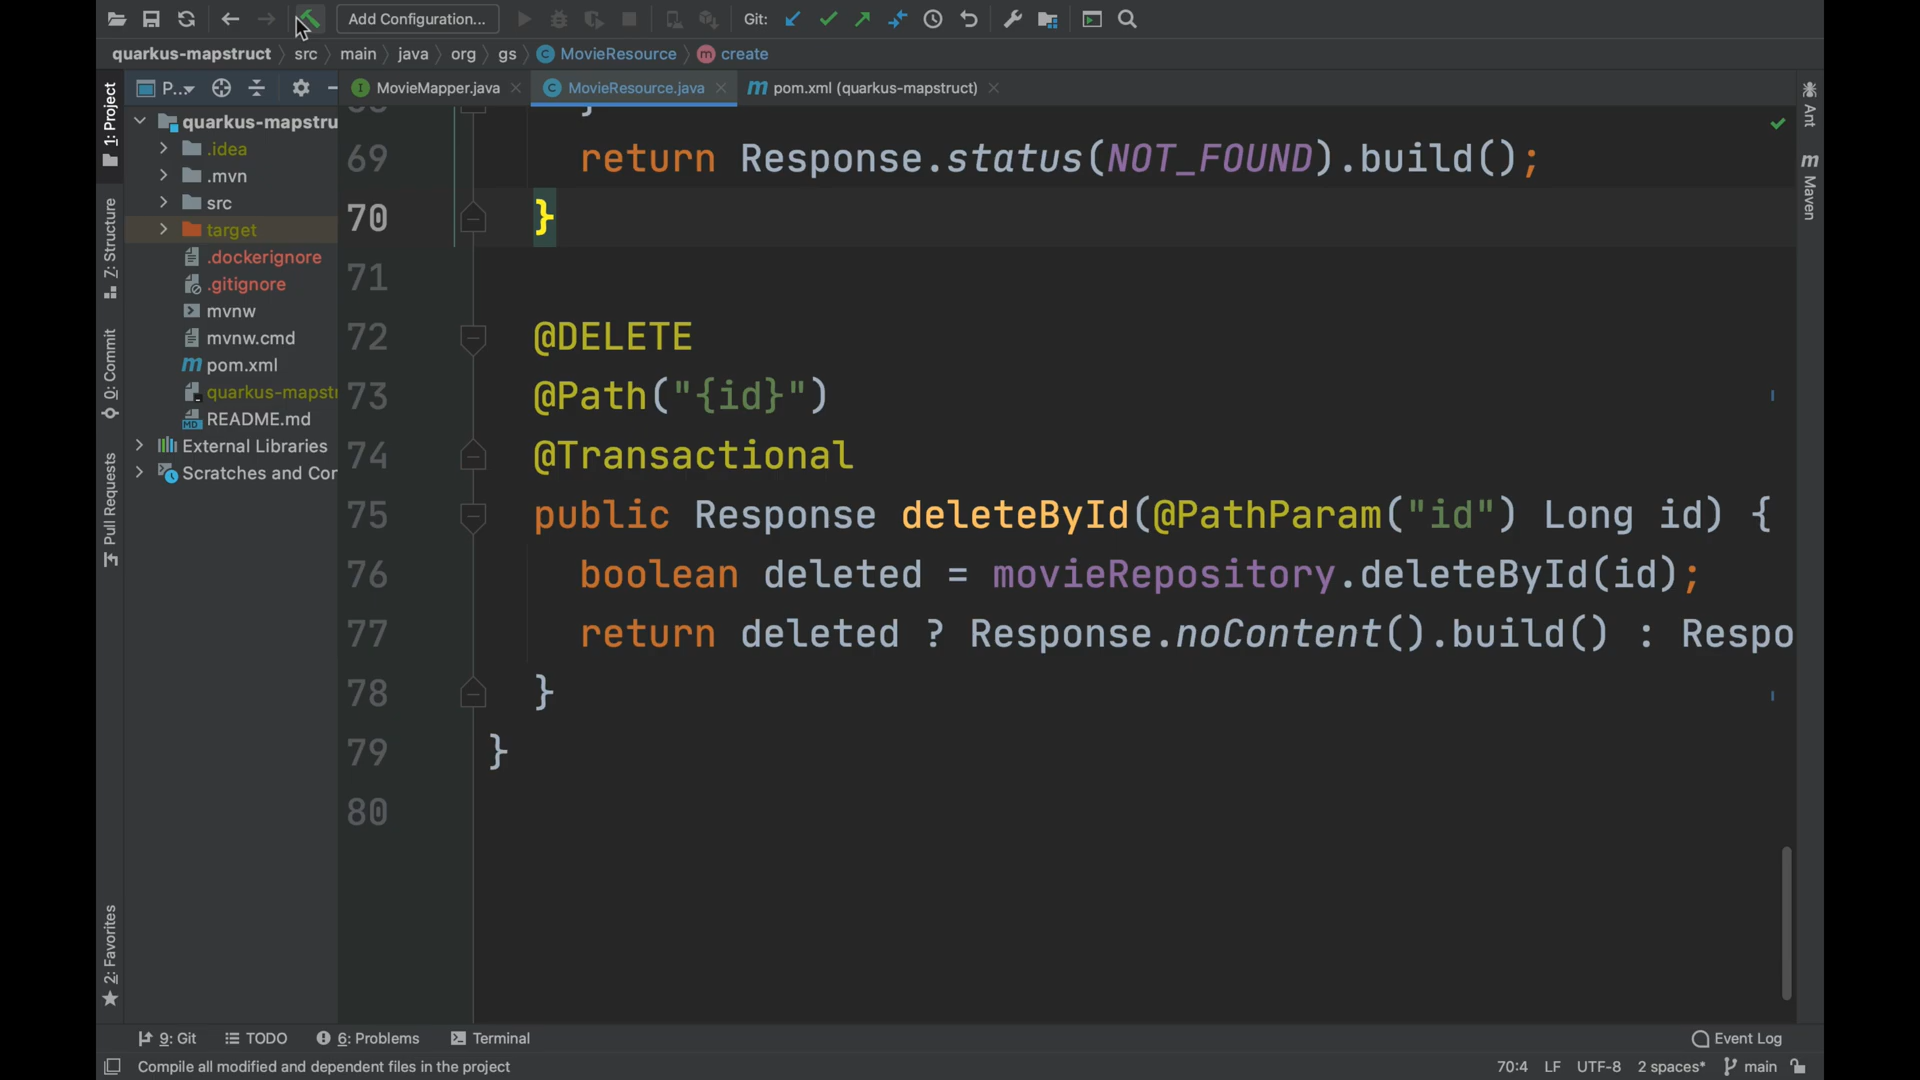 Add Configuration...
Git:
quarkus-mapstruct src main java org gs MovieResource create
P...
MovieMapper.java
MovieResource.java
pom.xml (quarkus-mapstruct)
1: Project
7: Structure
0: Commit
Pull Requests
2: Favorites
Ant
Maven
quarkus-mapstru
.idea
.mvn
src
target
.dockerignore
.gitignore
mvnw
mvnw.cmd
pom.xml
quarkus-mapst
README.md
External Libraries
Scratches and Con
69 return Response.status(NOT_FOUND).build();
70 }
71
72 @DELETE
73 @Path("{id}")
74 @Transactional
75 public Response deleteById(@PathParam("id") Long id) {
76 boolean deleted = movieRepository.deleteById(id);
77 return deleted ? Response.noContent().build() : Respo
78 }
79 }
80
9: Git
TODO
6: Problems
Terminal
Event Log
Compile all modified and dependent files in the project
70:4 LF UTF-8 2 spaces* main